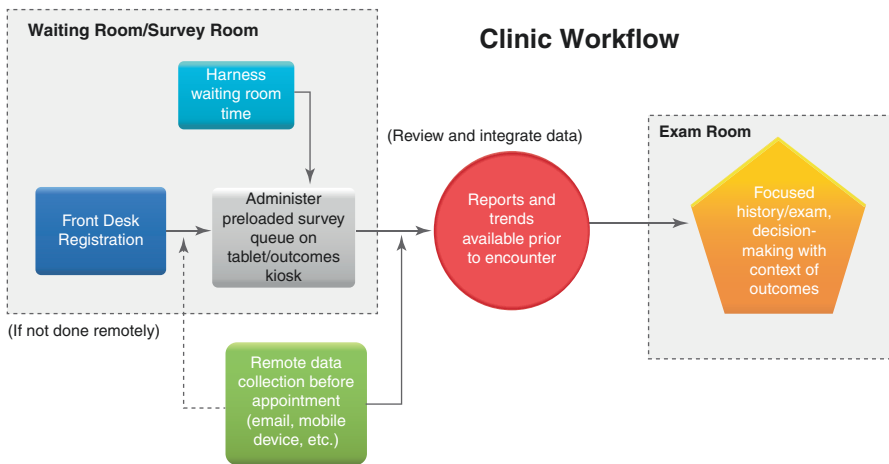 Clinic Workflow
Waiting Room/Survey Room
Harness
waiting room
time
Front Desk
Registration
Administer
preloaded survey
queue on
tablet/outcomes
kiosk
(If not done remotely)
Remote data
collection before
appointment
(email, mobile
device, etc.)
(Review and integrate data)
Reports and
trends
available prior
to encounter
Exam Room
Focused
history/exam,
decision-
making with
context of
outcomes